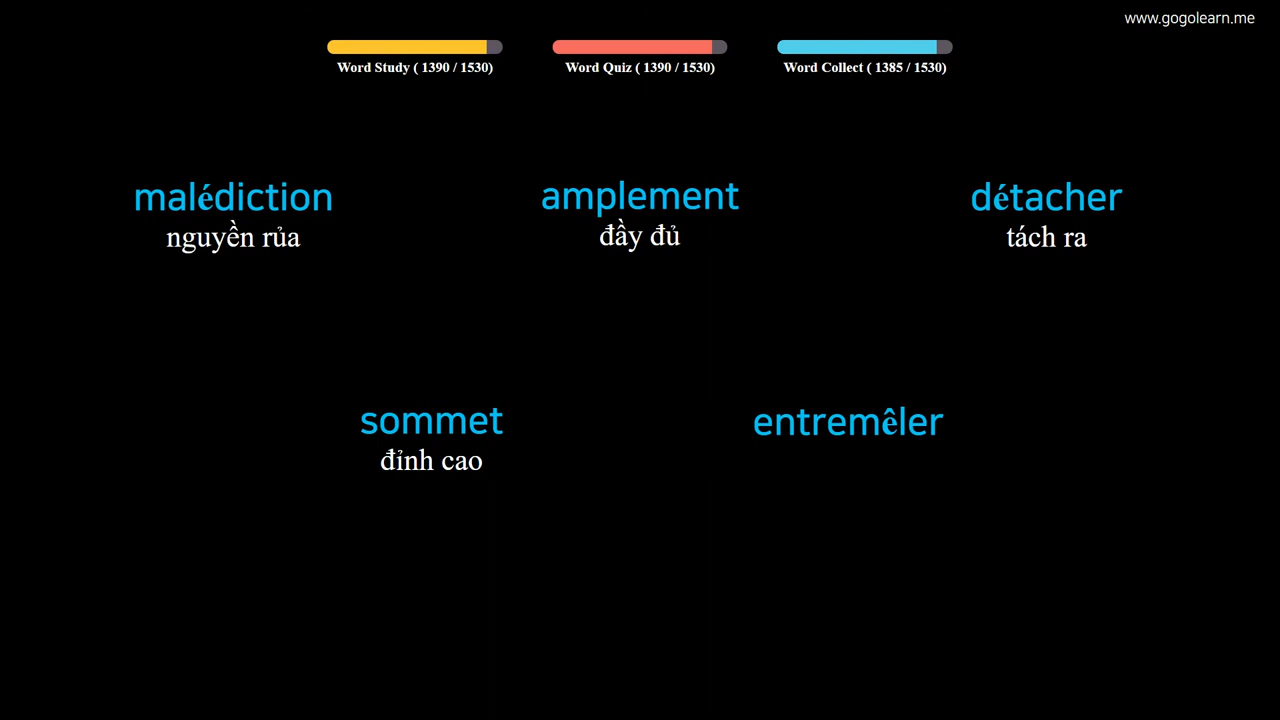 www.gogolearn.me
Word Study ( 1390 / 1530)
Word Quiz ( 1390 / 1530)
Word Collect ( 1385 / 1530)
malédiction
nguyền rủa
amplement
đầy đủ
détacher
tách ra
sommet
đỉnh cao
entremêler